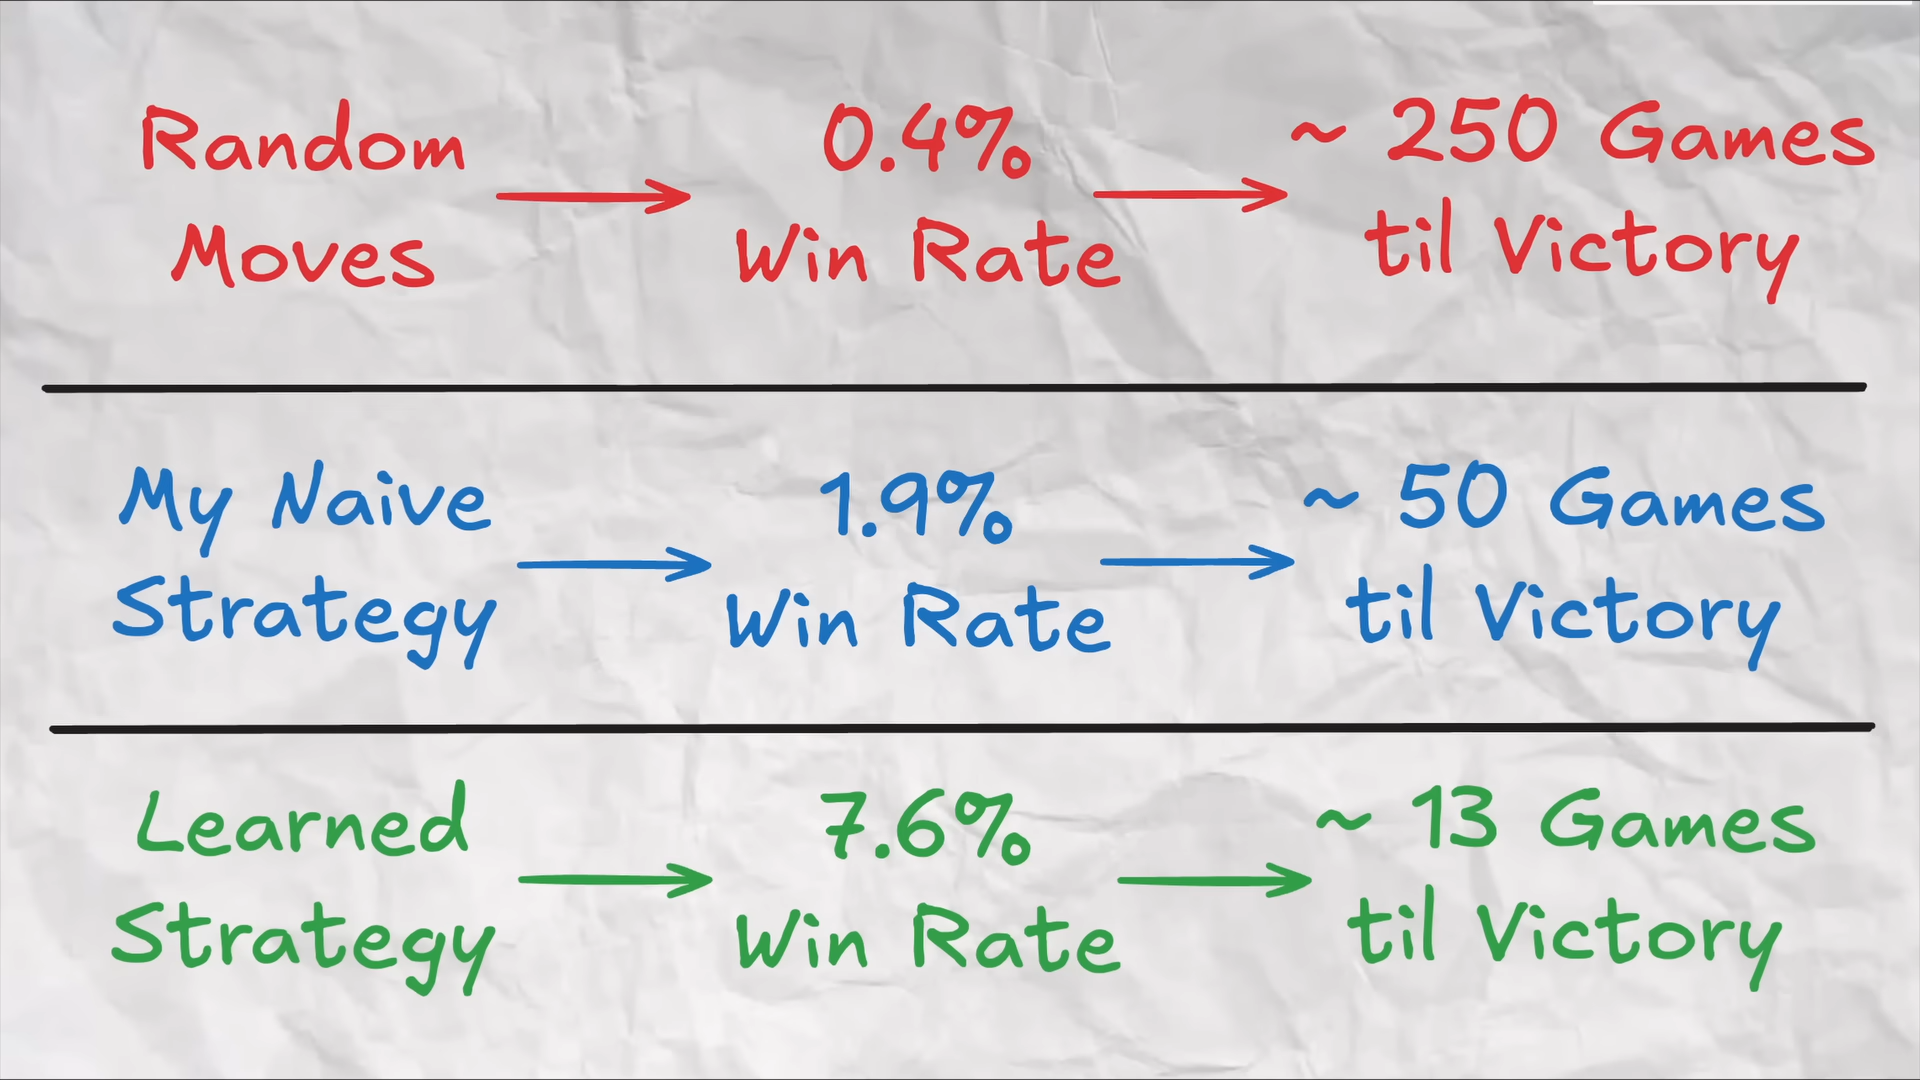 Random
Moves
0.4%
Win Rate
~ 250 Games
til Victory
My Naive
Strategy
1.9%
Win Rate
~ 50 Games
til Victory
Learned
Strategy
7.6%
Win Rate
~ 13 Games
til Victory